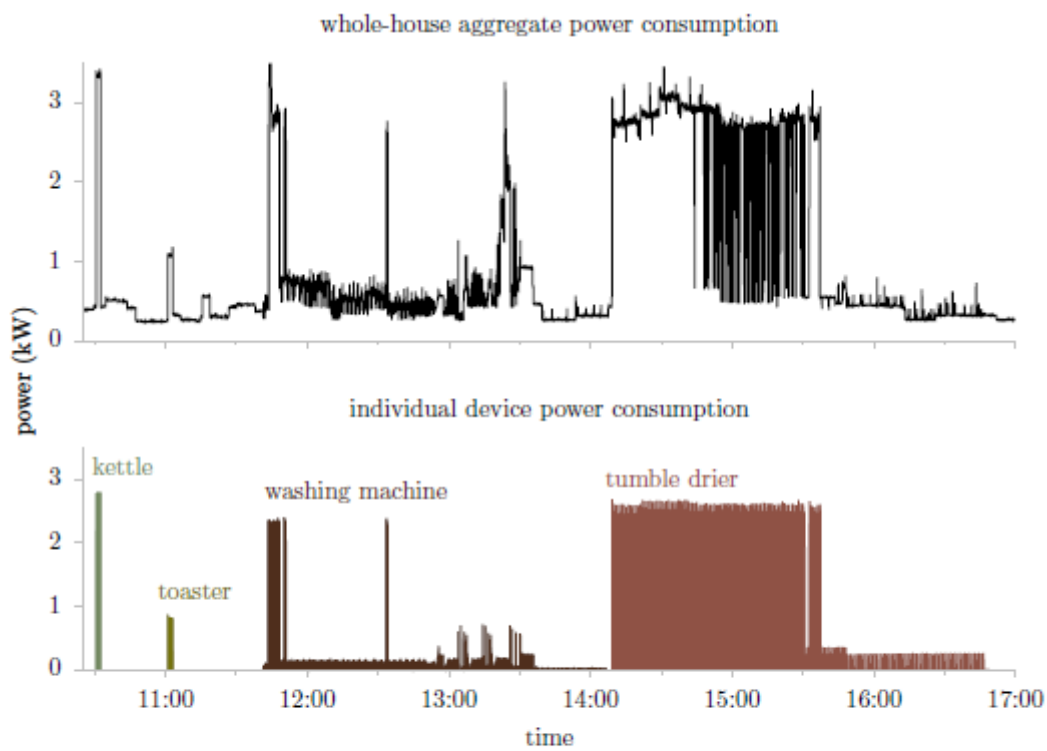 whole-house aggregate power consumption
3
2
1
0
power (kW)
individual device power consumption
3
kettle
tumble drier
washing machine
2
toaster
1
0
11:00 12:00 13:00 14:00 15:00 16:00 17:00
time